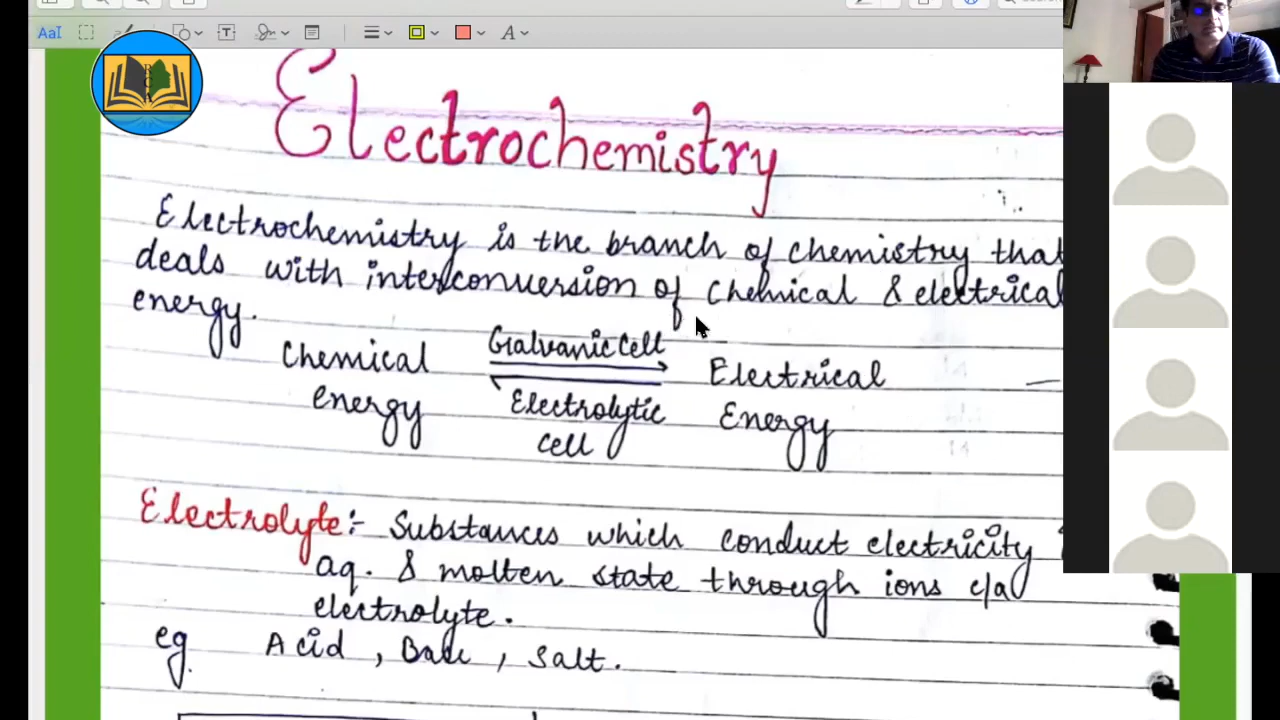 AaI
T
A
Electrochemistry
Electrochemistry is the branch of chemistry that
deals with interconversion of chemical & electrical
energy.
Chemical energy
Galvanic Cell
Electrolytic cell
Electrical Energy
Electrolyte:- Substances which conduct electricity
aq. & molten state through ions c/a
electrolyte.
eg. Acid, Base, Salt.